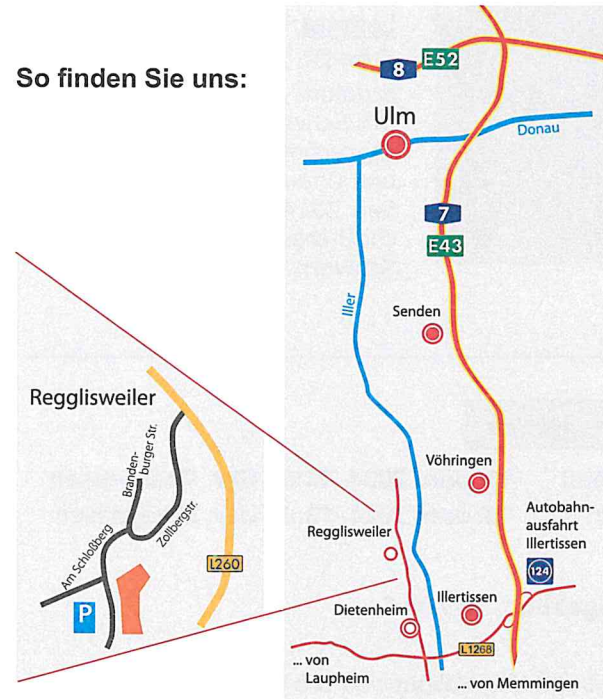 So finden Sie uns:
8
E52
Ulm
Donau
7
E43
Iller
Senden
Regglisweiler
Branden-
burger Str.
Zollbergstr.
Am Schloßberg
L260
P
Vöhringen
Autobahn-
ausfahrt
Illertissen
124
Regglisweiler
Dietenheim
Illertissen
L1268
... von
Laupheim
... von Memmingen